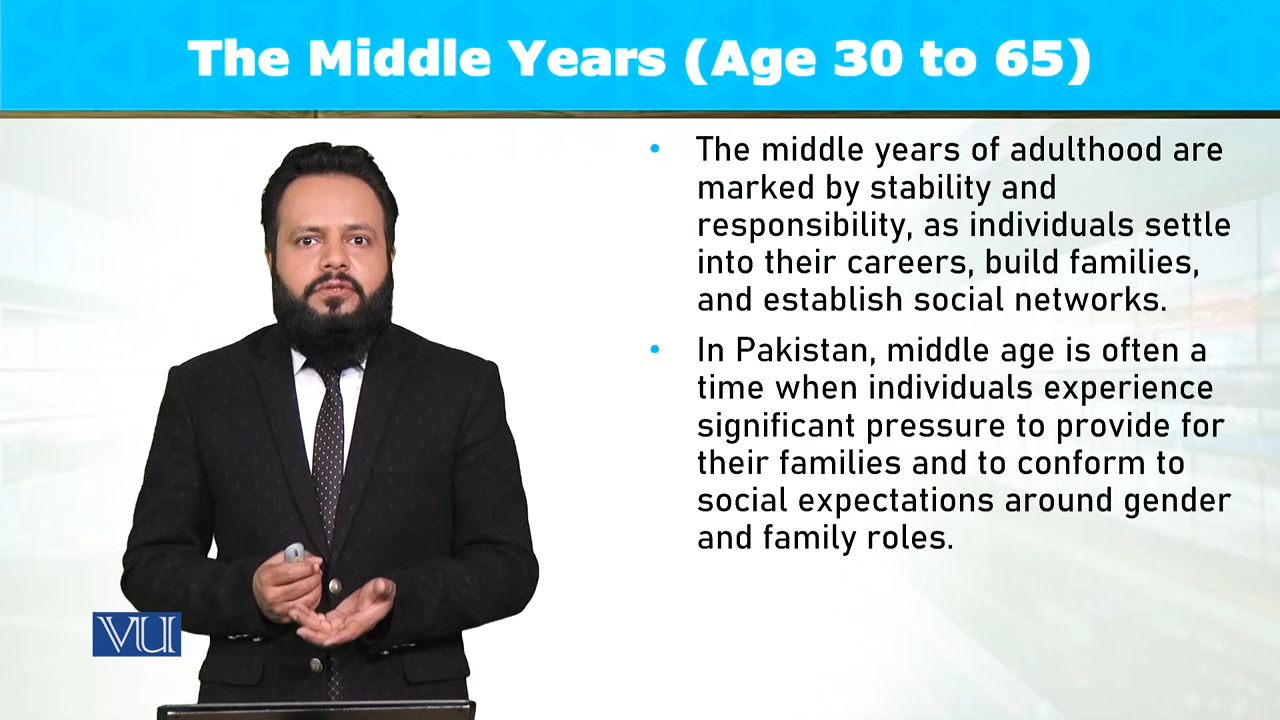 The Middle Years (Age 30 to 65)
• The middle years of adulthood are
marked by stability and
responsibility, as individuals settle
into their careers, build families,
and establish social networks.
• In Pakistan, middle age is often a
time when individuals experience
significant pressure to provide for
their families and to conform to
social expectations around gender
and family roles.
VU